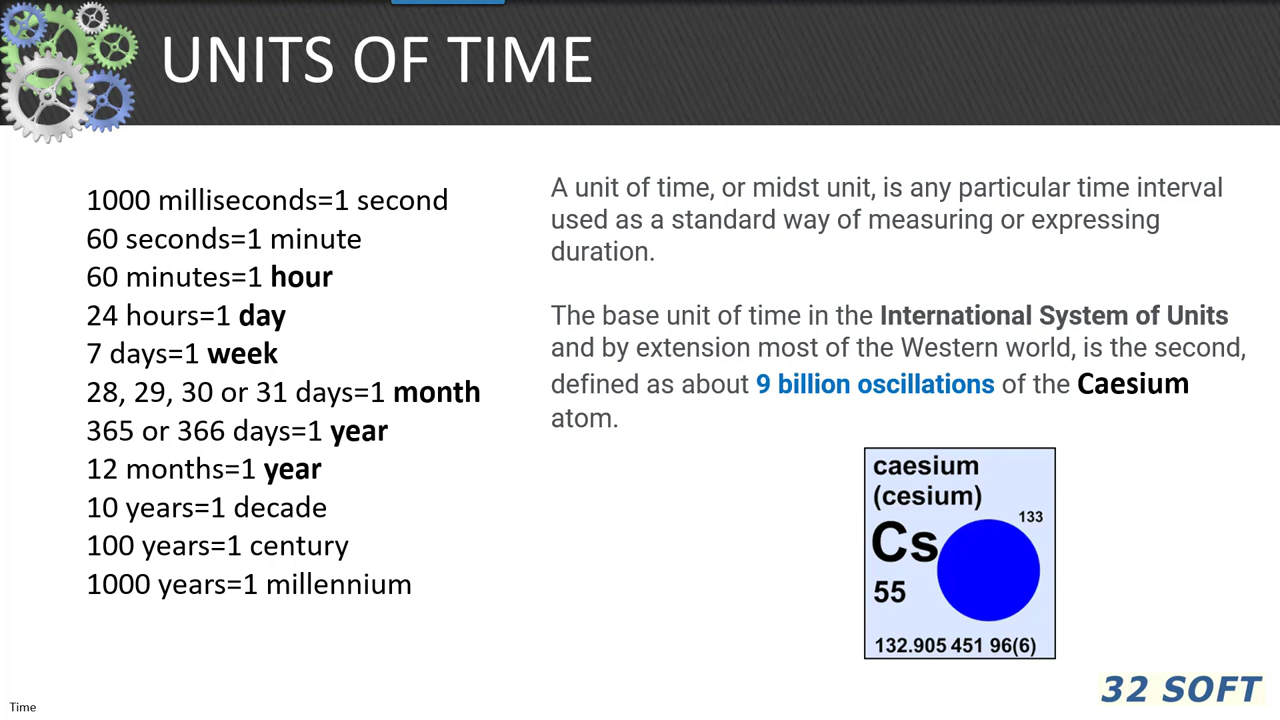 UNITS OF TIME
1000 milliseconds=1 second
60 seconds=1 minute
60 minutes=1 hour
24 hours=1 day
7 days=1 week
28, 29, 30 or 31 days=1 month
365 or 366 days=1 year
12 months=1 year
10 years=1 decade
100 years=1 century
1000 years=1 millennium
A unit of time, or midst unit, is any particular time interval
used as a standard way of measuring or expressing
duration.
The base unit of time in the International System of Units
and by extension most of the Western world, is the second,
defined as about 9 billion oscillations of the Caesium
atom.
caesium
(cesium)
133
Cs
55
132.905 451 96(6)
32 SOFT
Time